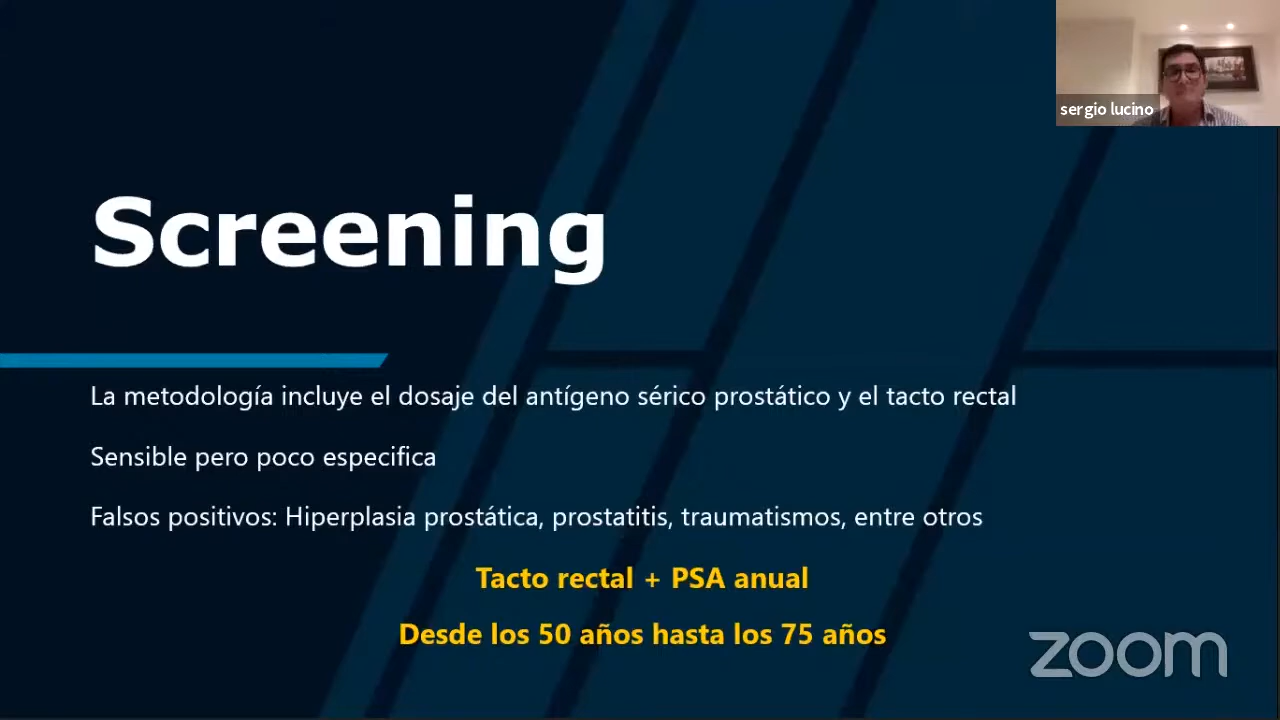 sergio lucino
Screening
La metodología incluye el dosaje del antígeno sérico prostático y el tacto rectal
Sensible pero poco especifica
Falsos positivos: Hiperplasia prostática, prostatitis, traumatismos, entre otros
Tacto rectal + PSA anual
Desde los 50 años hasta los 75 años
zoom